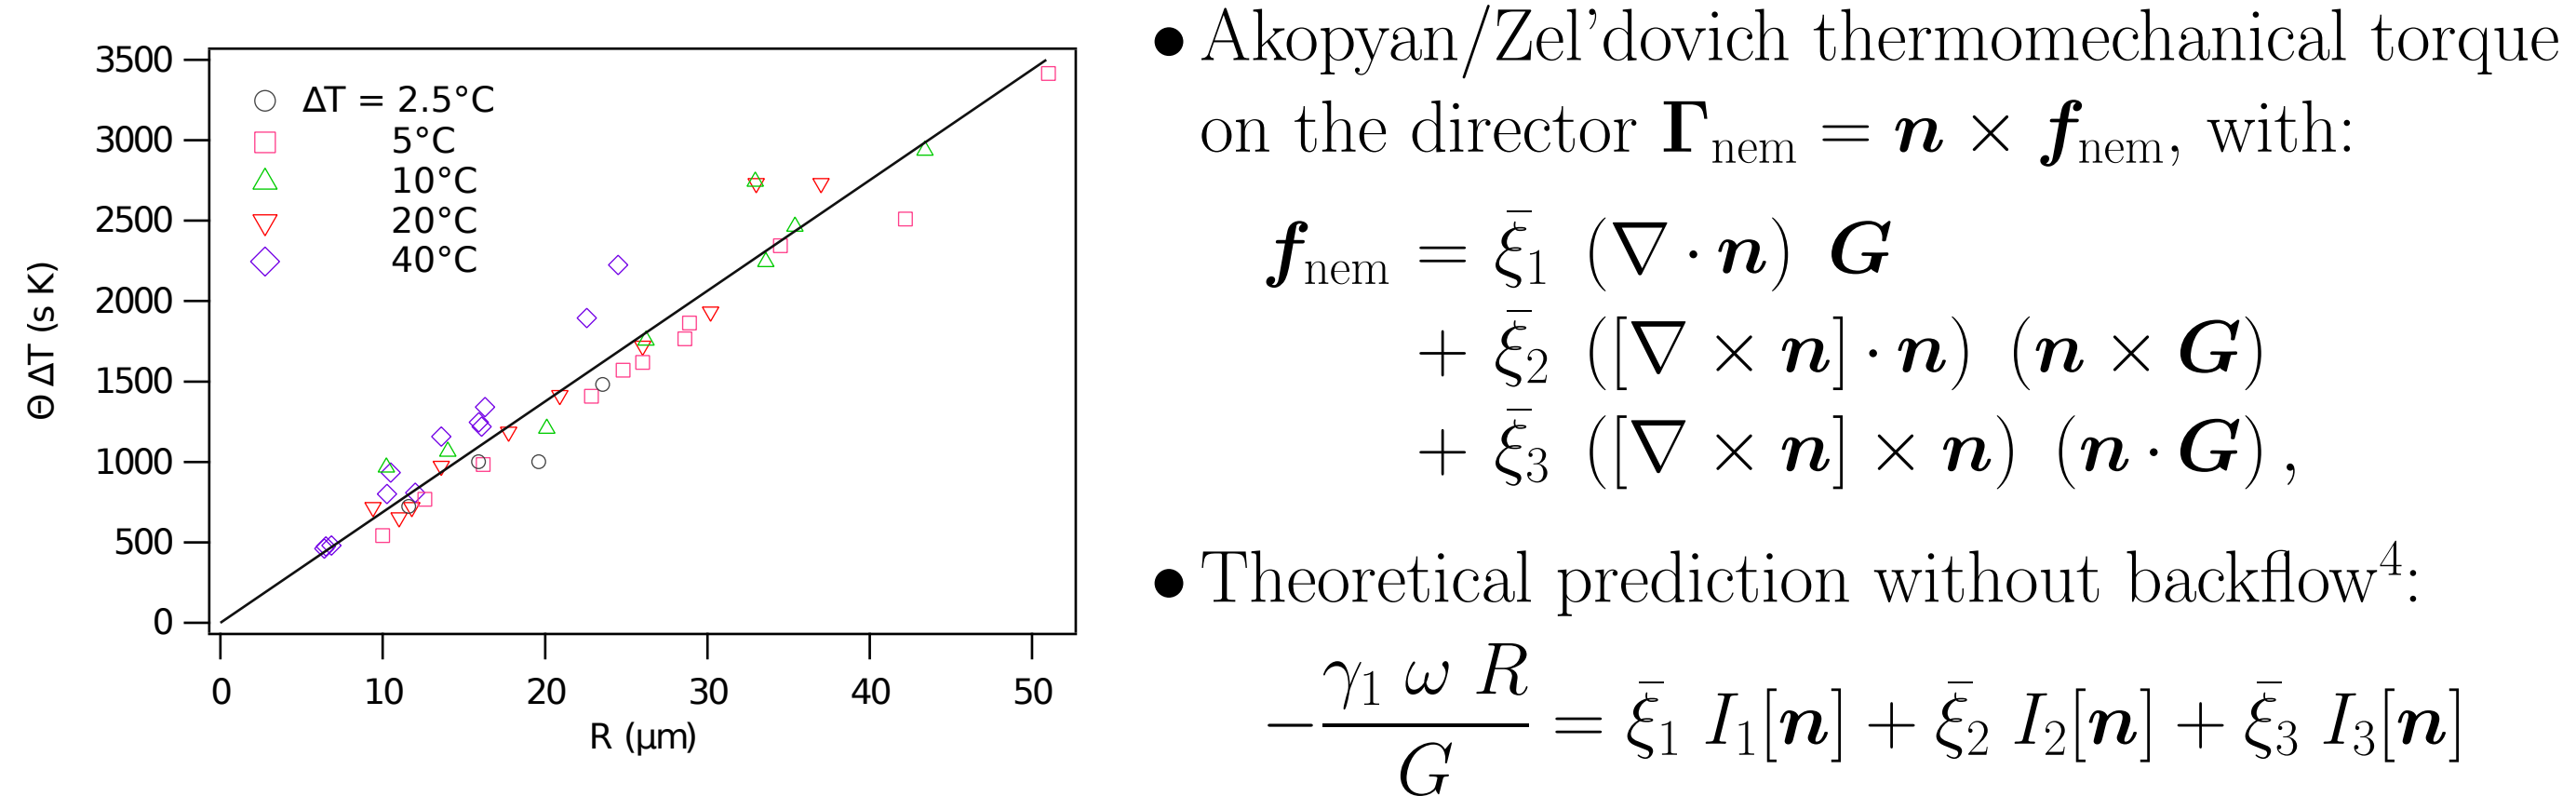 3500
3000
2500
2000
1500
1000
500
0
Θ ΔT (s K)
ΔT = 2.5°C
5°C
10°C
20°C
40°C
0 10 20 30 40 50
R (μm)
• Akopyan/Zel'dovich thermomechanical torque
on the director Γ_nem = n × f_nem, with:
f_nem = ξ̄₁ (∇ · n) G
+ ξ̄₂ ([∇ × n] · n) (n × G)
+ ξ̄₃ ([∇ × n] × n) (n · G),
• Theoretical prediction without backflow⁴:
−(γ₁ ω R)/G = ξ̄₁ I₁[n] + ξ̄₂ I₂[n] + ξ̄₃ I₃[n]